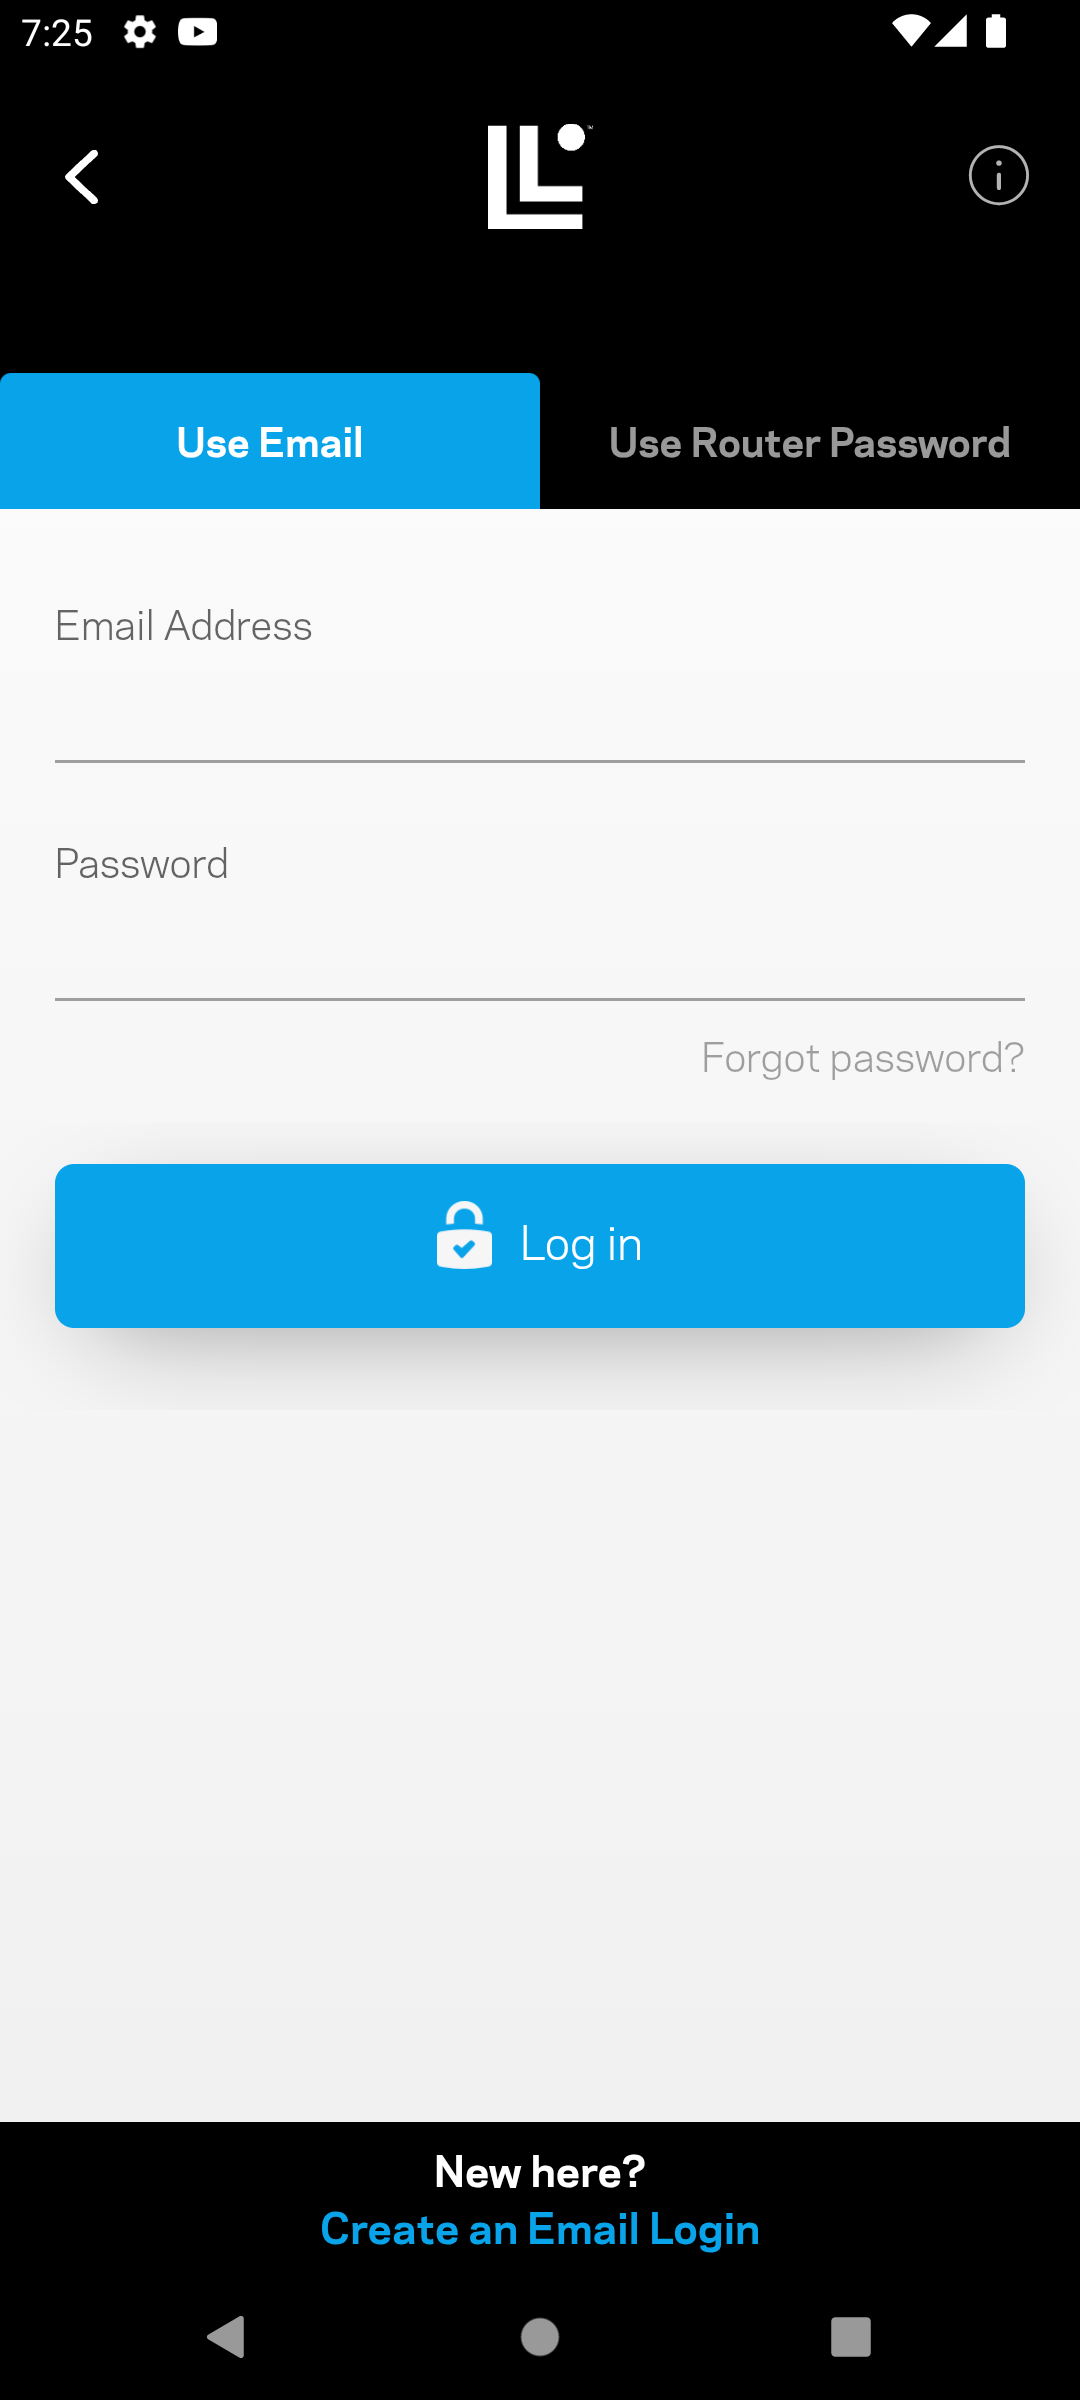 7:25
Use Email
Use Router Password
Email Address
Password
Forgot password?
Log in
New here?
Create an Email Login